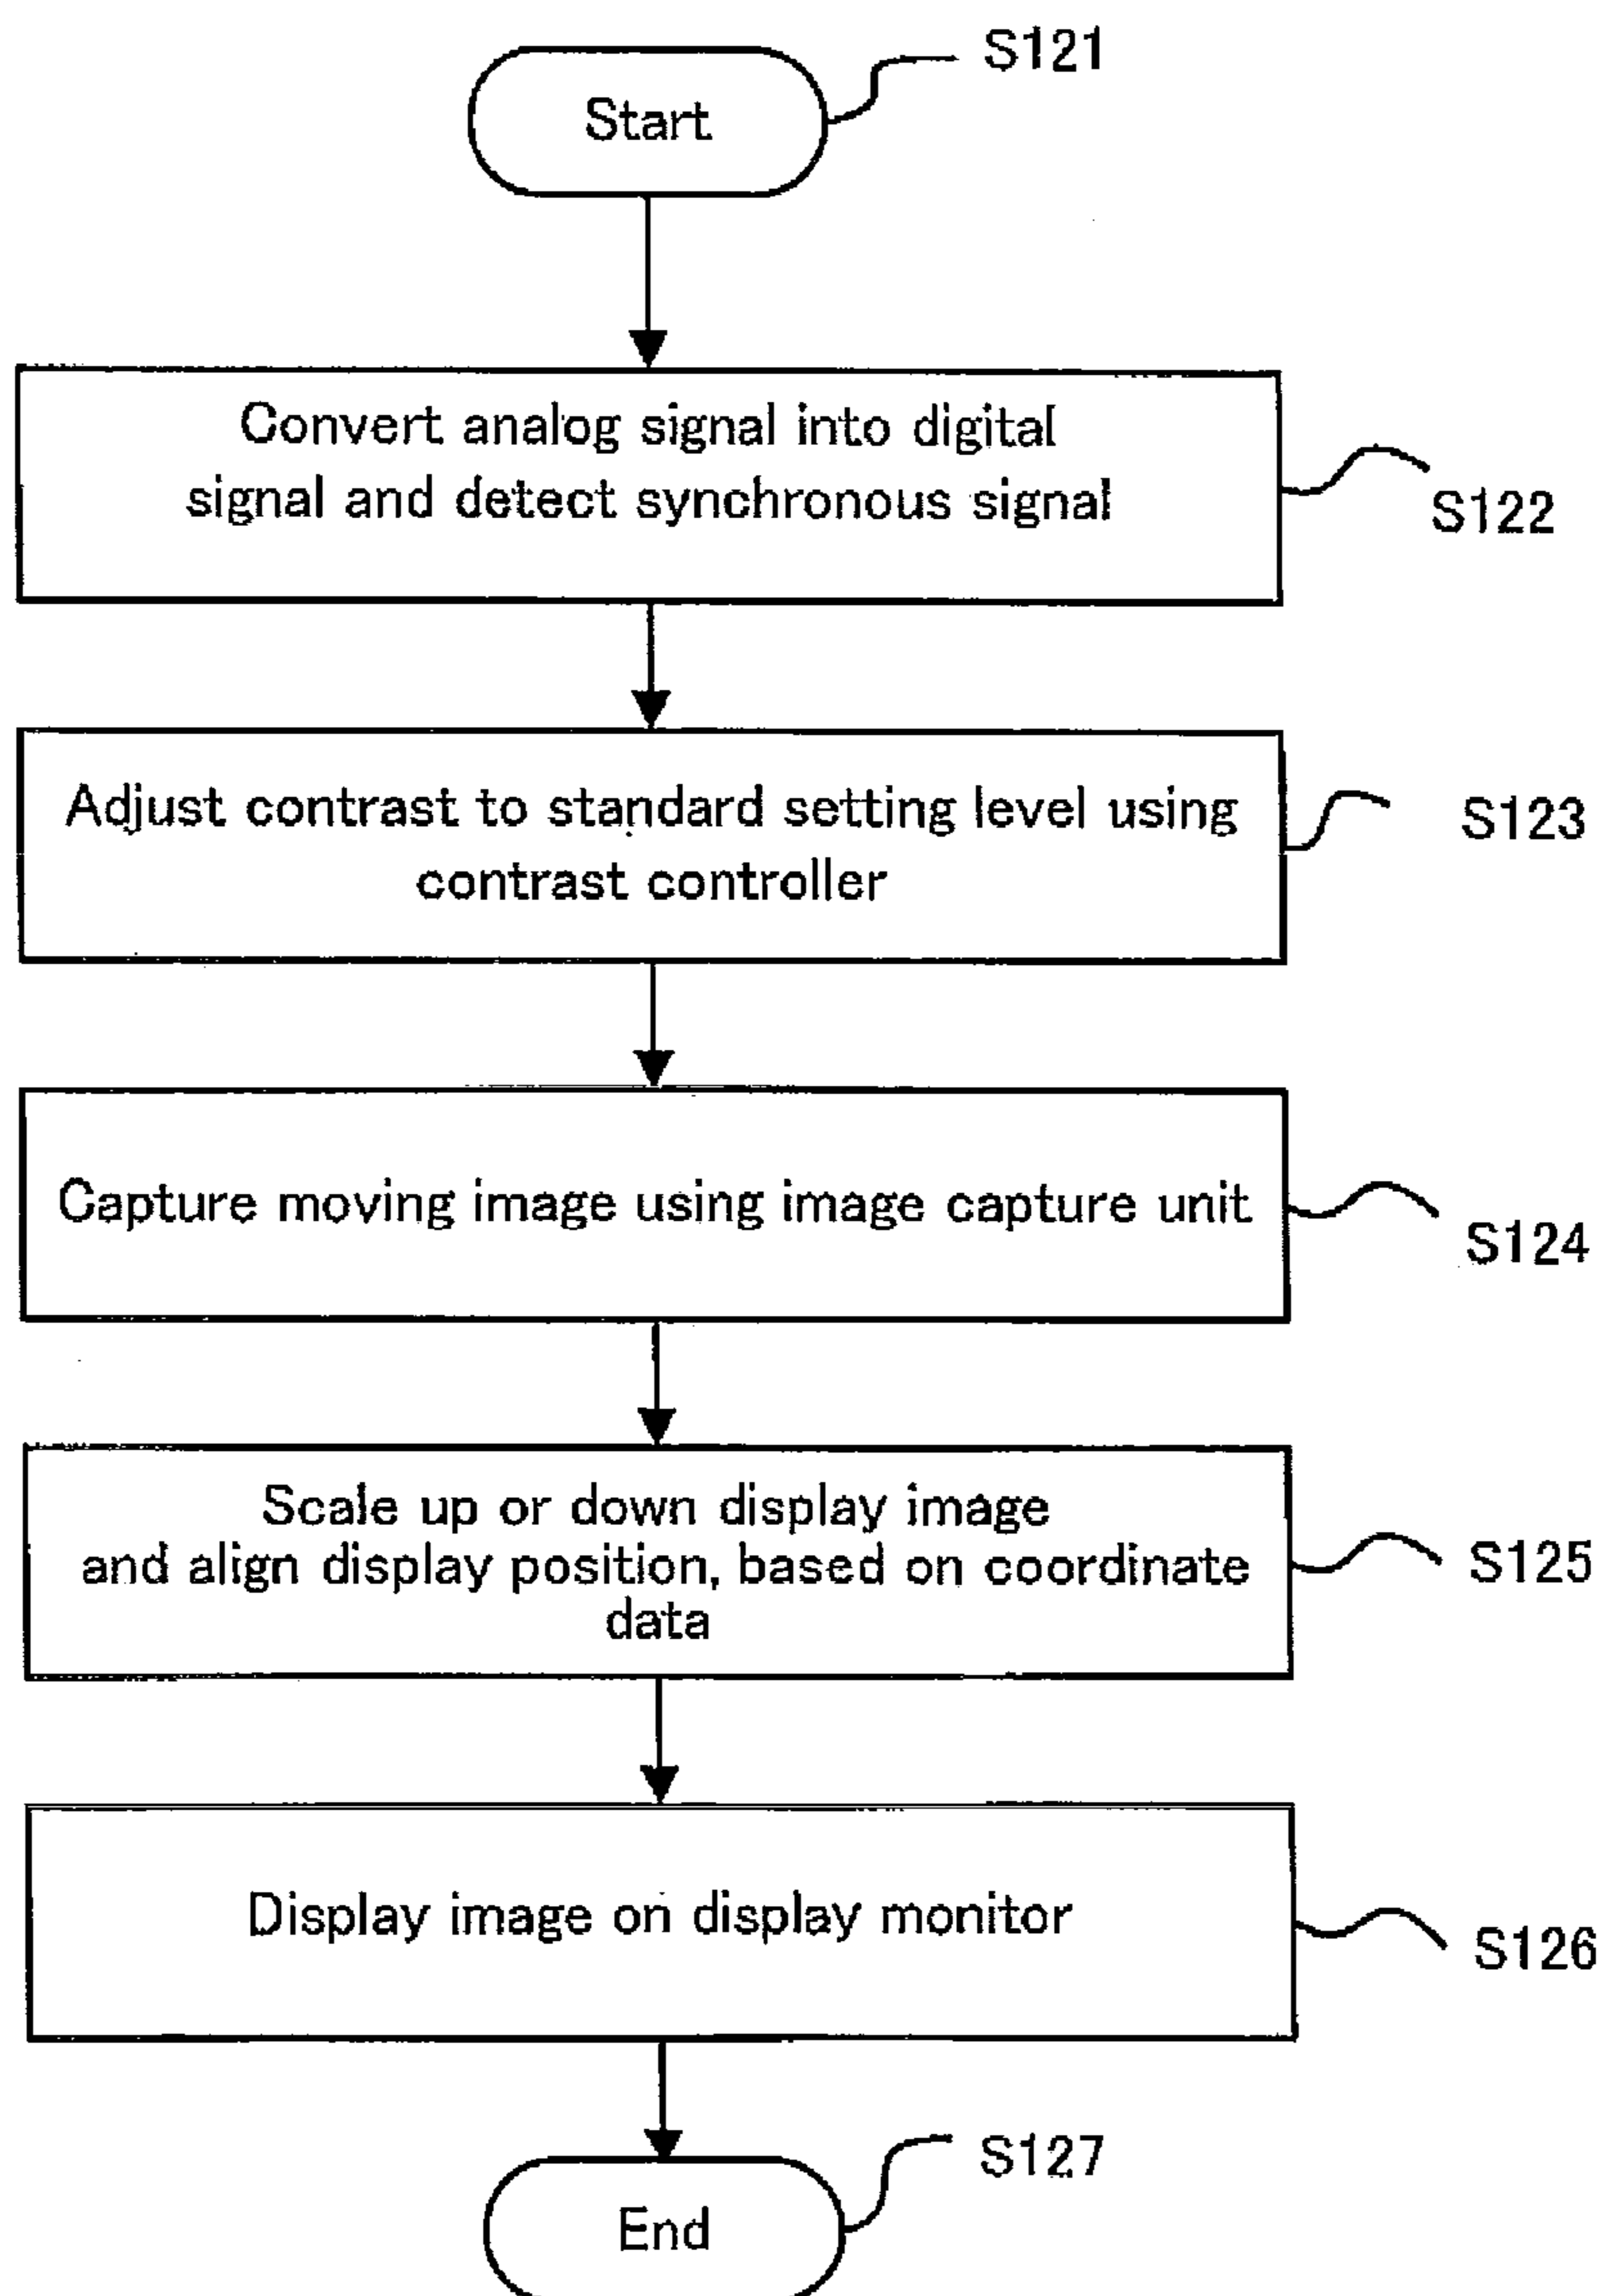 Start
S121
Convert analog signal into digital
signal and detect synchronous signal
S122
Adjust contrast to standard setting level using
contrast controller
S123
Capture moving image using image capture unit
S124
Scale up or down display image
and align display position, based on coordinate
data
S125
Display image on display monitor
S126
End
S127